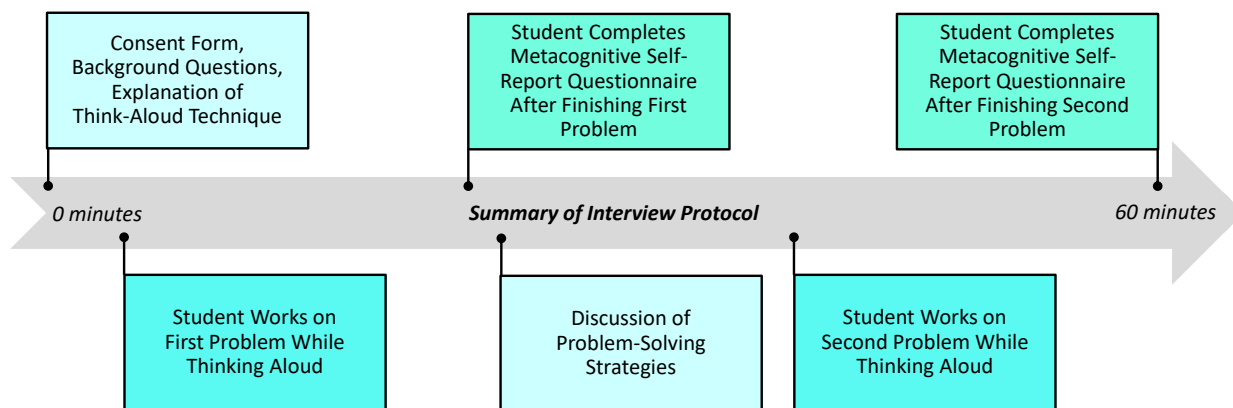 Consent Form,
Background Questions,
Explanation of
Think-Aloud Technique
Student Completes
Metacognitive Self-
Report Questionnaire
After Finishing First
Problem
Student Completes
Metacognitive Self-
Report Questionnaire
After Finishing Second
Problem
0 minutes
Summary of Interview Protocol
60 minutes
Student Works on
First Problem While
Thinking Aloud
Discussion of
Problem-Solving
Strategies
Student Works on
Second Problem While
Thinking Aloud